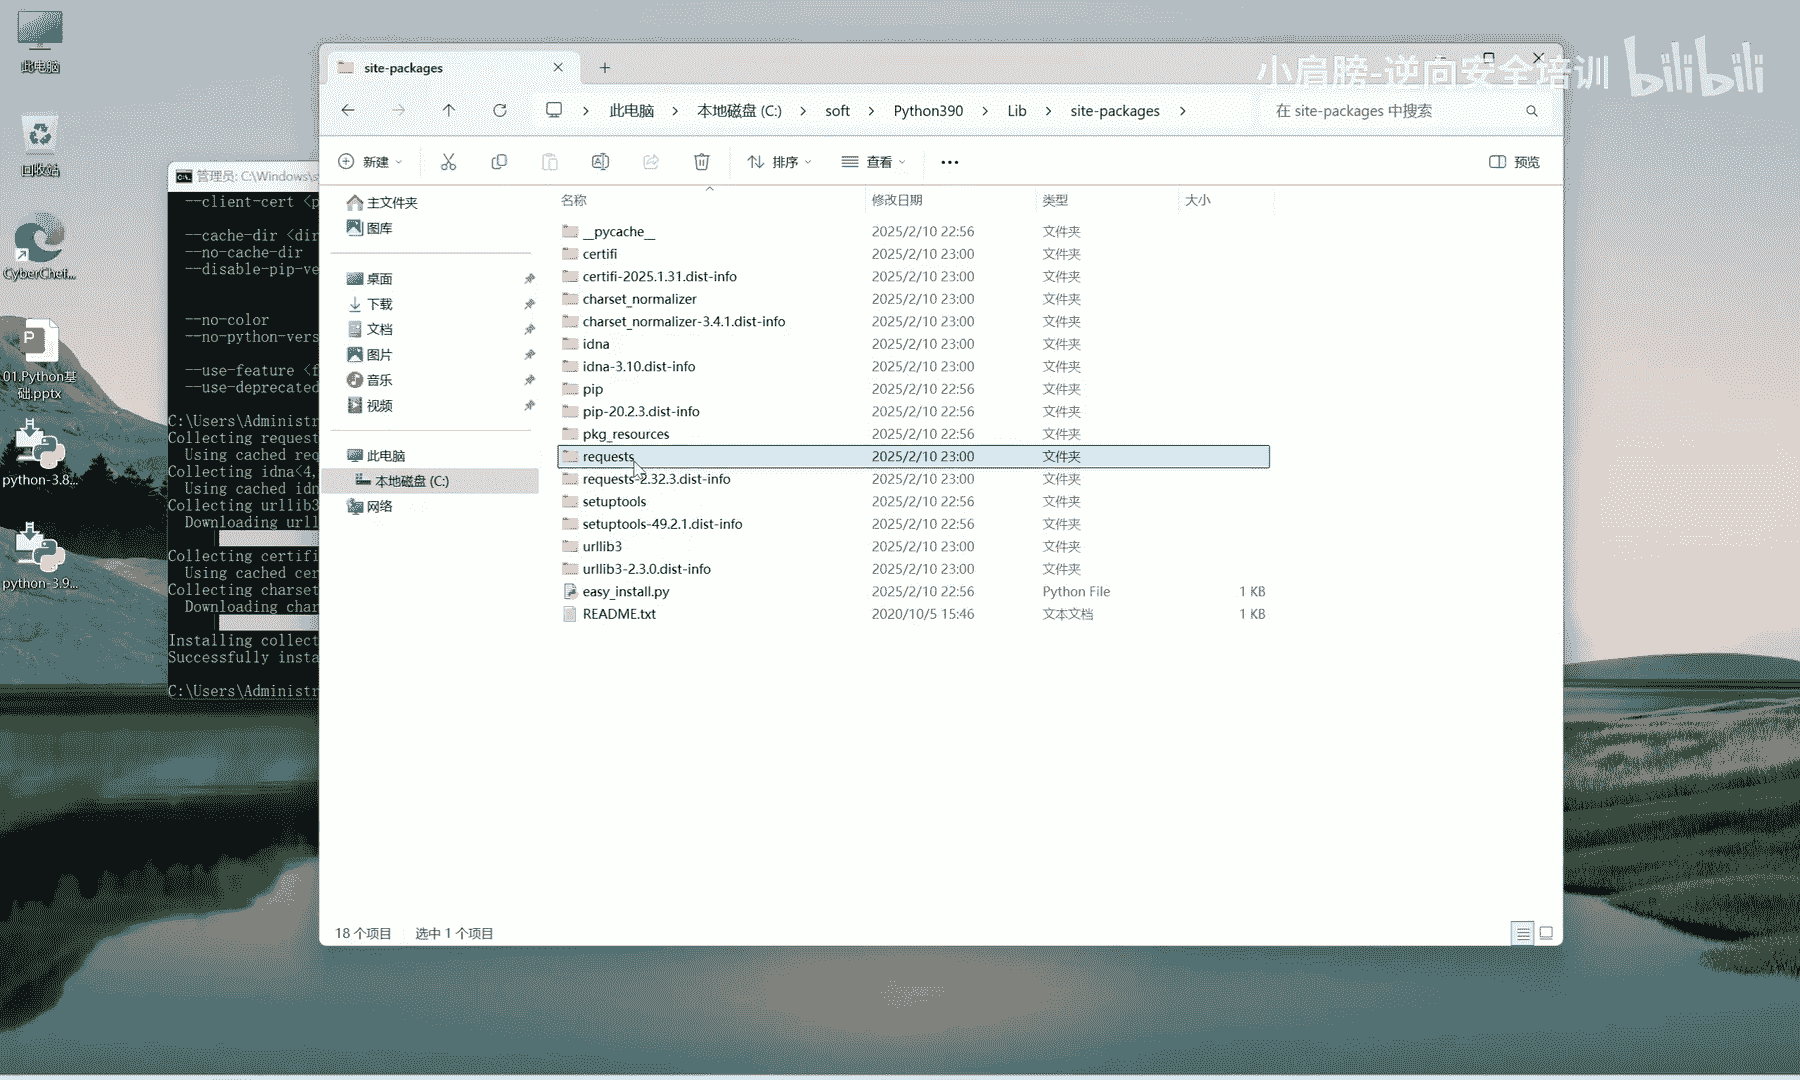 此电脑
回收站
CyberChef...
01.Python基
础.pptx
python-3.8...
python-3.9...
管理员: C:\Windows\s
--client-cert <p
--cache-dir <dir
--no-cache-dir
--disable-pip-ve
--no-color
--no-python-vers
--use-feature <f
--use-deprecated
C:\Users\Administr
Collecting request
Using cached req
Collecting idna<4,
Using cached idn
Collecting urllib3
Downloading urll
Collecting certifi
Using cached cer
Collecting charset
Downloading char
Installing collect
Successfully insta
C:\Users\Administr
site-packages
小肩膀-逆向安全培训 bilibili
此电脑 > 本地磁盘 (C:) > soft > Python390 > Lib > site-packages >
在 site-packages 中搜索
新建
排序
查看
预览
主文件夹
图库
桌面
下载
文档
图片
音乐
视频
此电脑
本地磁盘 (C:)
网络
名称 修改日期 类型 大小
__pycache__ 2025/2/10 22:56 文件夹
certifi 2025/2/10 23:00 文件夹
certifi-2025.1.31.dist-info 2025/2/10 23:00 文件夹
charset_normalizer 2025/2/10 23:00 文件夹
charset_normalizer-3.4.1.dist-info 2025/2/10 23:00 文件夹
idna 2025/2/10 23:00 文件夹
idna-3.10.dist-info 2025/2/10 23:00 文件夹
pip 2025/2/10 22:56 文件夹
pip-20.2.3.dist-info 2025/2/10 22:56 文件夹
pkg_resources 2025/2/10 22:56 文件夹
requests 2025/2/10 23:00 文件夹
requests-2.32.3.dist-info 2025/2/10 23:00 文件夹
setuptools 2025/2/10 22:56 文件夹
setuptools-49.2.1.dist-info 2025/2/10 22:56 文件夹
urllib3 2025/2/10 23:00 文件夹
urllib3-2.3.0.dist-info 2025/2/10 23:00 文件夹
easy_install.py 2025/2/10 22:56 Python File 1 KB
README.txt 2020/10/5 15:46 文本文档 1 KB
18 个项目 选中 1 个项目